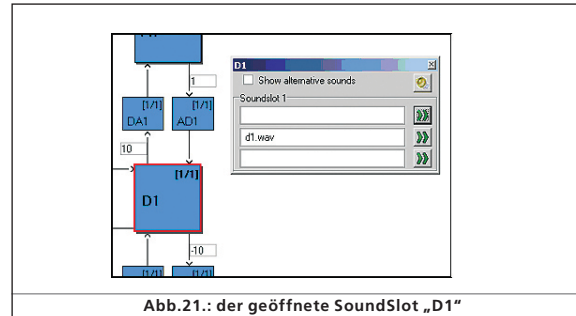 1
[1/1] [1/1]
DA1 AD1
10
[1/1]
D1
-10
[1/1] [1/1]
D1
Show alternative sounds
Soundslot 1
d1.wav
Abb.21.: der geöffnete SoundSlot „D1“